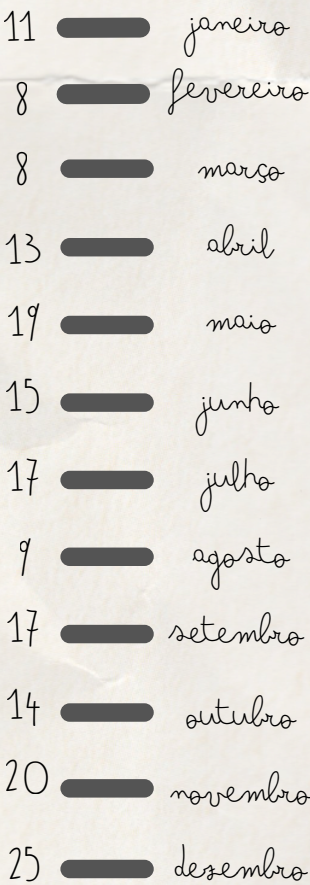 11 janeiro
8 fevereiro
8 março
13 abril
19 maio
15 junho
17 julho
9 agosto
17 setembro
14 outubro
20 novembro
25 dezembro